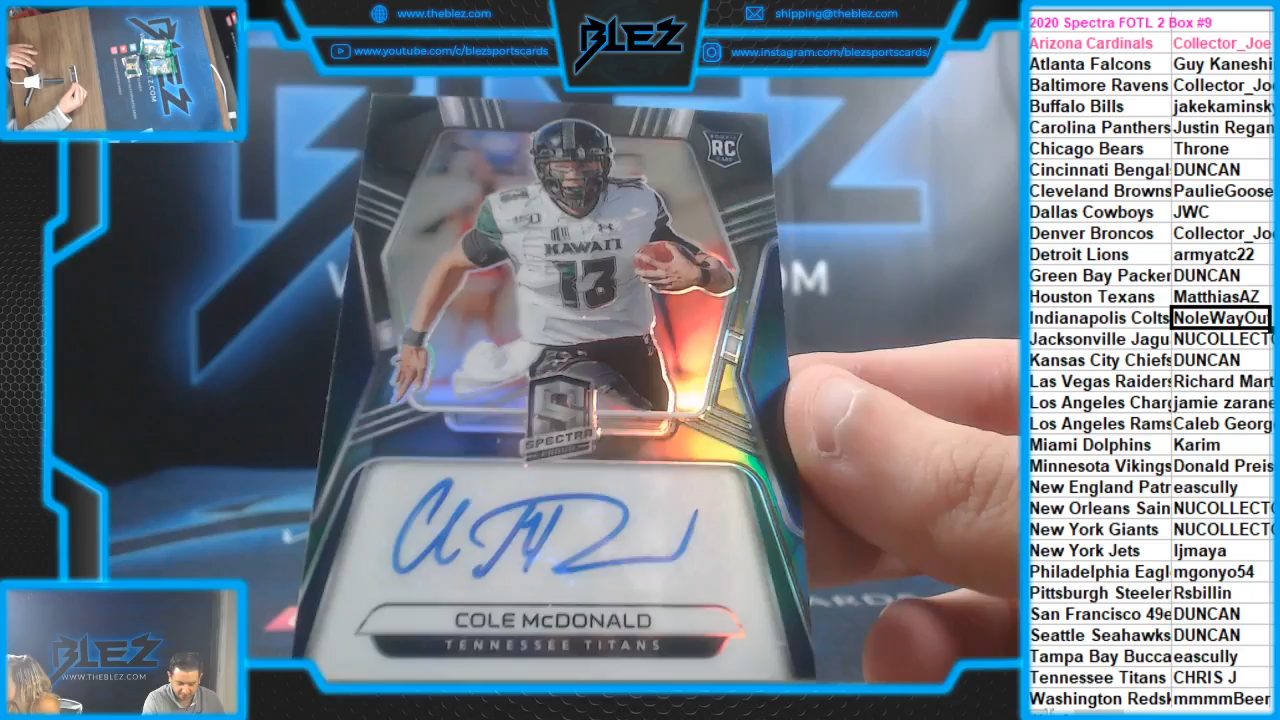 www.theblez.com
shipping@theblez.com
www.youtube.com/c/blezsportscards
www.instagram.com/blezsportscards/
BLEZ
2020 Spectra FOTL 2 Box #9
Arizona Cardinals Collector_Joe
Atlanta Falcons Guy Kaneshi
Baltimore Ravens Collector_Joe
Buffalo Bills jakekaminsky
Carolina Panthers Justin Regan
Chicago Bears Throne
Cincinnati Bengal DUNCAN
Cleveland Browns PaulieGoose
Dallas Cowboys JWC
Denver Broncos Collector_Joe
Detroit Lions armyatc22
Green Bay Packer DUNCAN
Houston Texans MatthiasAZ
Indianapolis Colts NoleWayOu
Jacksonville Jagu NUCOLLECT
Kansas City Chiefs DUNCAN
Las Vegas Raiders Richard Mart
Los Angeles Charg jamie zarane
Los Angeles Rams Caleb Georg
Miami Dolphins Karim
Minnesota Vikings Donald Preis
New England Patr eascully
New Orleans Sain NUCOLLECT
New York Giants NUCOLLECT
New York Jets ljmaya
Philadelphia Eagl mgonyo54
Pittsburgh Steeler Rsbillin
San Francisco 49e DUNCAN
Seattle Seahawks DUNCAN
Tampa Bay Bucca eascully
Tennessee Titans CHRIS J
Washington Redsk mmmmBeer
RC
150
HAWAII
13
S
SPECTRA
COLE McDONALD
TENNESSEE TITANS
BLEZ
WWW.THEBLEZ.COM